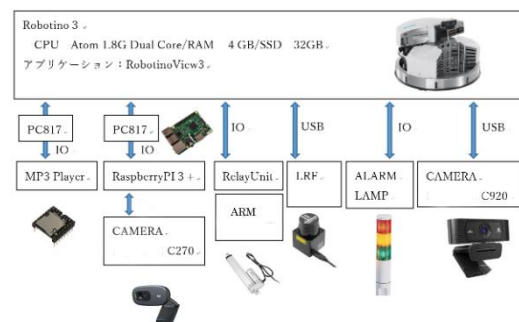 Robotino 3
CPU Atom 1.8G Dual Core/RAM 4 GB/SSD 32GB
アプリケーション：RobotinoView3
PC817
IO
PC817
IO
IO
USB
IO
USB
MP3 Player
RaspberryPI 3 +
RelayUnit
LRF
ALARM
LAMP
CAMERA
C920
ARM
CAMERA
C270